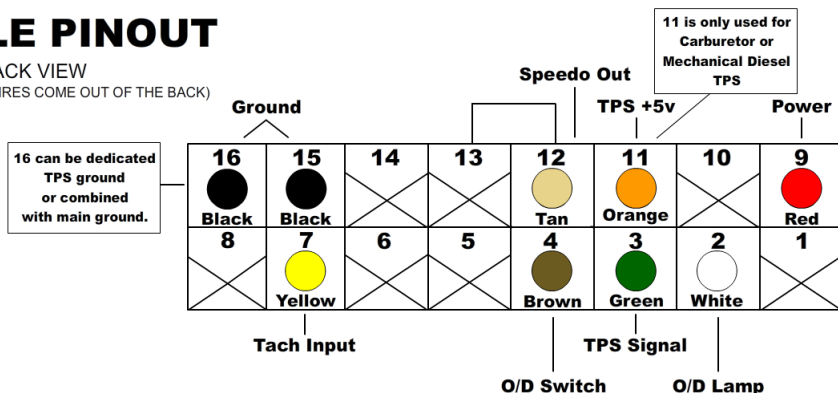 LE PINOUT
ACK VIEW
IRES COME OUT OF THE BACK)
11 is only used for
Carburetor or
Mechanical Diesel
TPS
Speedo Out
Ground
TPS +5v
Power
16 can be dedicated
TPS ground
or combined
with main ground.
16 15 14 13 12 11 10 9
Black Black Tan Orange Red
8 7 6 5 4 3 2 1
Yellow Brown Green White
Tach Input
TPS Signal
O/D Switch
O/D Lamp